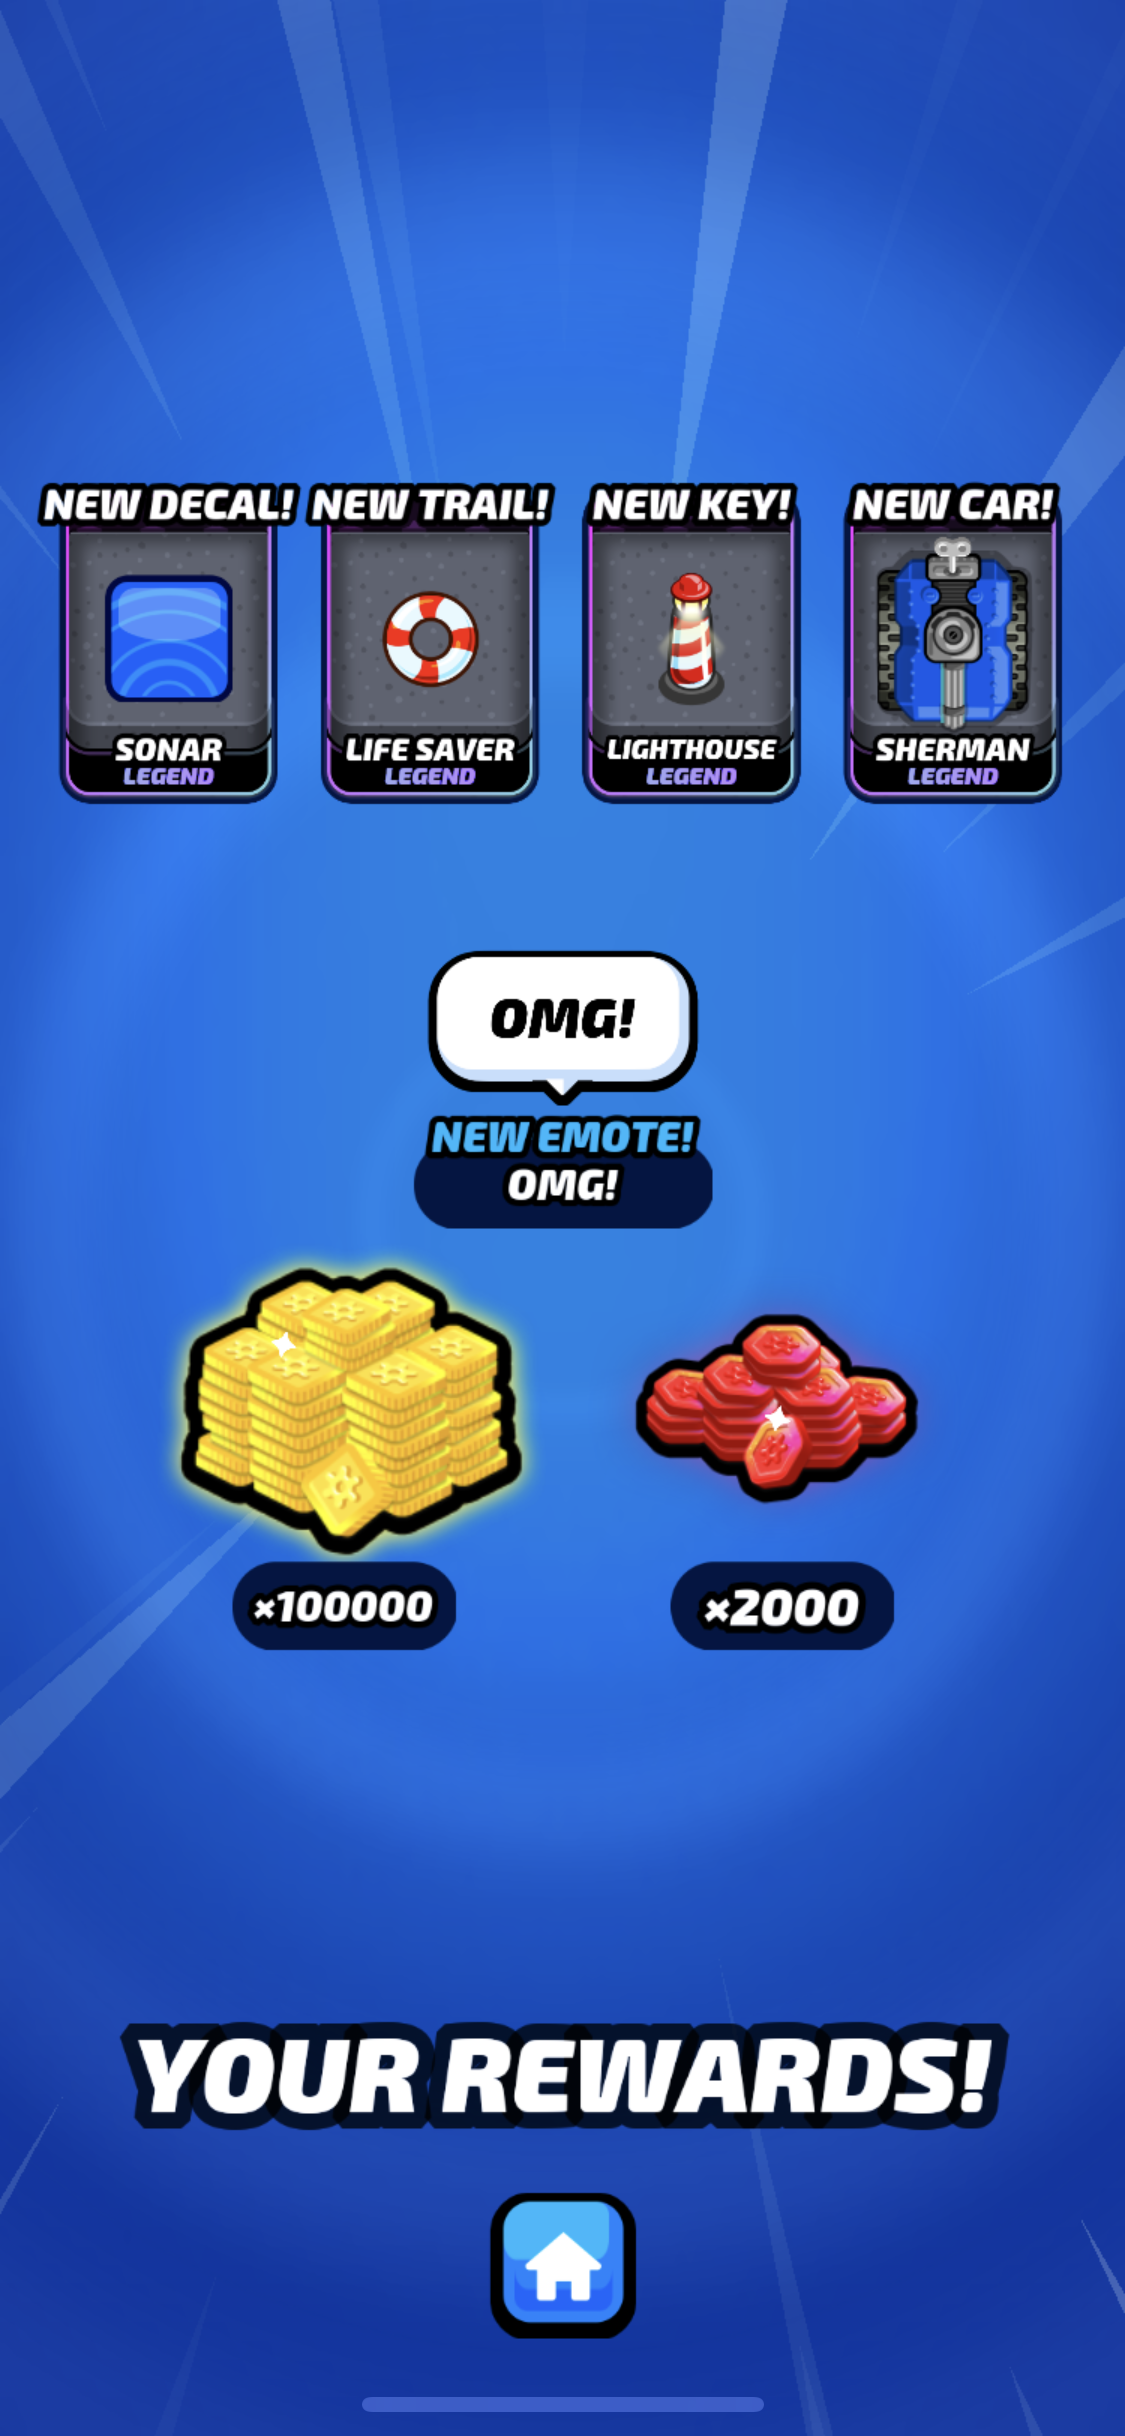 NEW DECAL!
NEW TRAIL!
NEW KEY!
NEW CAR!
SONAR
LEGEND
LIFE SAVER
LEGEND
LIGHTHOUSE
LEGEND
SHERMAN
LEGEND
OMG!
NEW EMOTE!
OMG!
×100000
×2000
YOUR REWARDS!